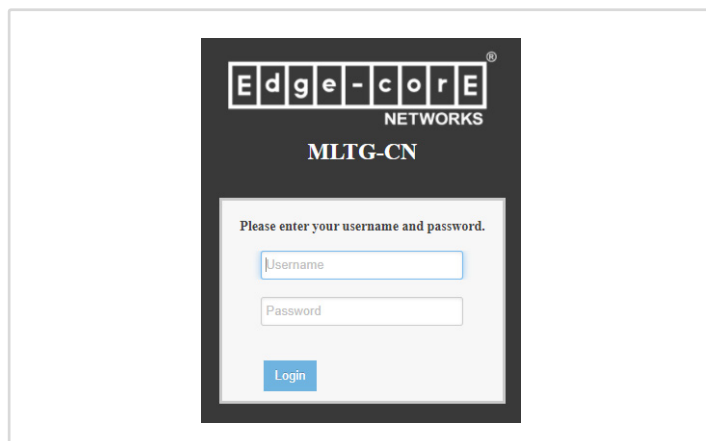 Edge-corE®
NETWORKS
MLTG-CN
Please enter your username and password.
Username
Password
Login